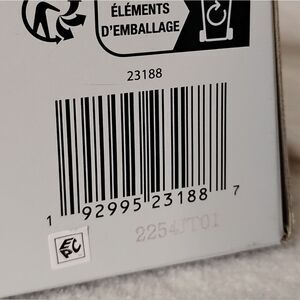 ÉLÉMENTS
D'EMBALLAGE
23188
1 92995 23188 7
2254JT01